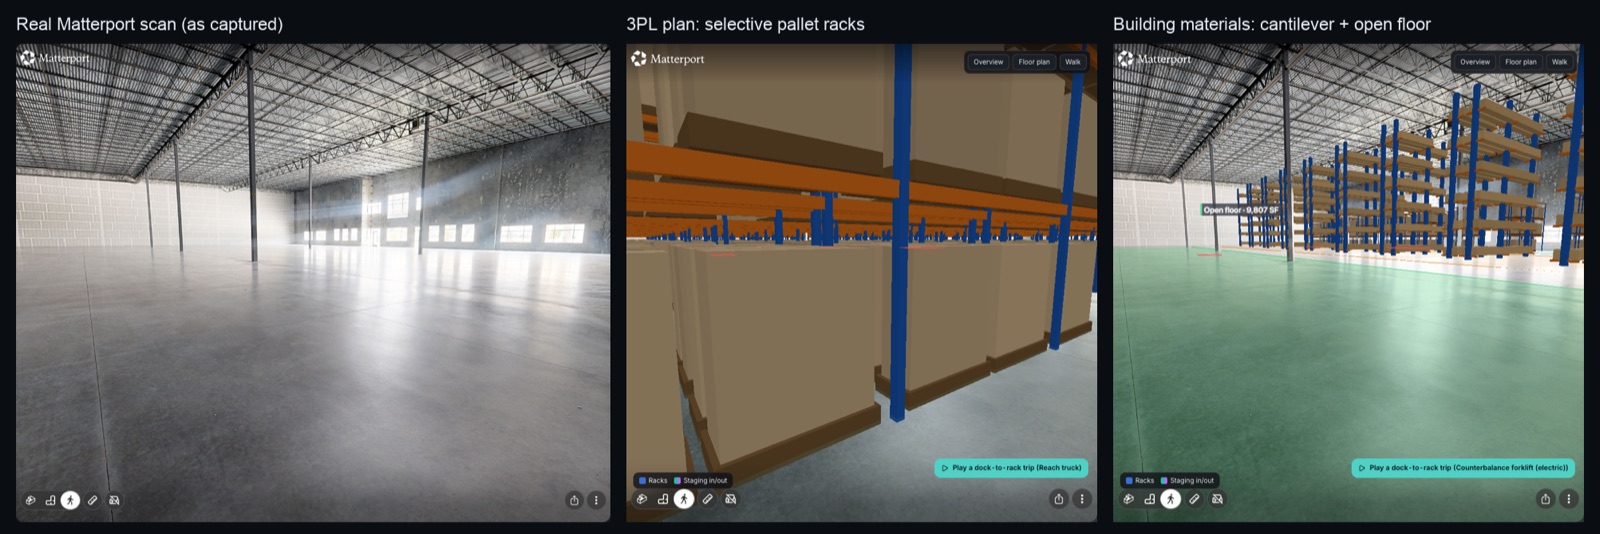 Real Matterport scan (as captured)
Matterport
3PL plan: selective pallet racks
Matterport
Overview
Floor plan
Walk
Play a dock-to-rack trip (Reach truck)
Racks
Staging in/out
Building materials: cantilever + open floor
Matterport
Overview
Floor plan
Walk
Open floor · 9,807 SF
Play a dock-to-rack trip (Counterbalance forklift (electric))
Racks
Staging in/out